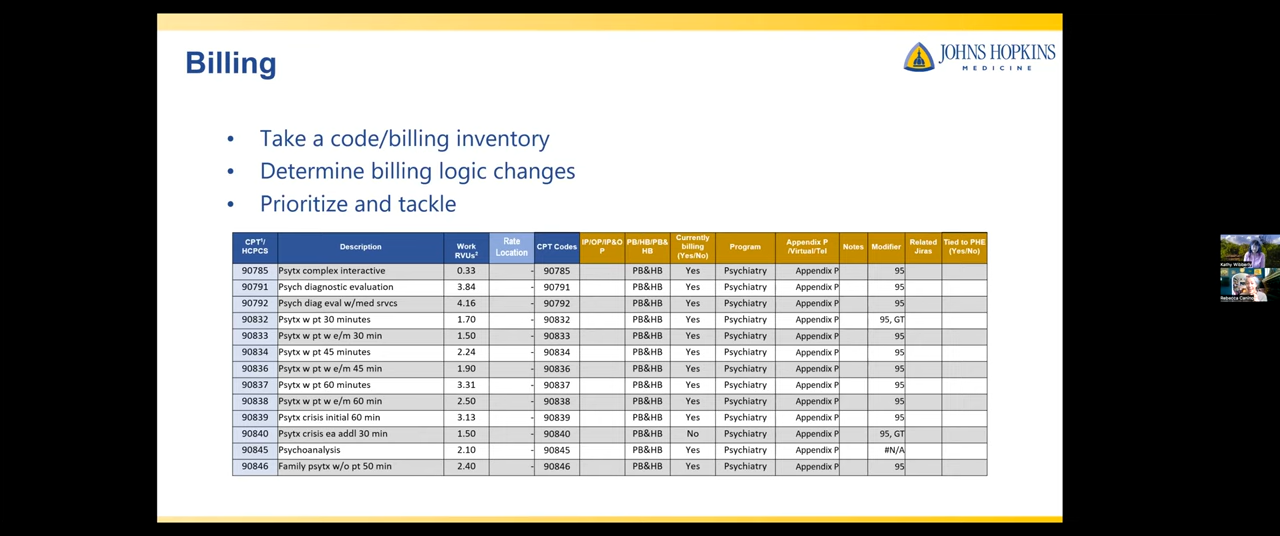 Billing
JOHNS HOPKINS
MEDICINE
• Take a code/billing inventory
• Determine billing logic changes
• Prioritize and tackle
CPT¹/ HCPCS Description Work RVUs² Rate Location CPT Codes IP/OP/IP&O P PB/HB/PB& HB Currently billing (Yes/No) Program Appendix P /Virtual/Tel Notes Modifier Related Jiras Tied to PHE (Yes/No)
90785 Psytx complex interactive 0.33 - 90785 PB&HB Yes Psychiatry Appendix P 95
90791 Psych diagnostic evaluation 3.84 - 90791 PB&HB Yes Psychiatry Appendix P 95
90792 Psych diag eval w/med srvcs 4.16 - 90792 PB&HB Yes Psychiatry Appendix P 95
90832 Psytx w pt 30 minutes 1.70 - 90832 PB&HB Yes Psychiatry Appendix P 95, GT
90833 Psytx w pt w e/m 30 min 1.50 - 90833 PB&HB Yes Psychiatry Appendix P 95
90834 Psytx w pt 45 minutes 2.24 - 90834 PB&HB Yes Psychiatry Appendix P 95
90836 Psytx w pt w e/m 45 min 1.90 - 90836 PB&HB Yes Psychiatry Appendix P 95
90837 Psytx w pt 60 minutes 3.31 - 90837 PB&HB Yes Psychiatry Appendix P 95
90838 Psytx w pt w e/m 60 min 2.50 - 90838 PB&HB Yes Psychiatry Appendix P 95
90839 Psytx crisis initial 60 min 3.13 - 90839 PB&HB Yes Psychiatry Appendix P 95
90840 Psytx crisis ea addl 30 min 1.50 - 90840 PB&HB No Psychiatry Appendix P 95, GT
90845 Psychoanalysis 2.10 - 90845 PB&HB Yes Psychiatry Appendix P #N/A
90846 Family psytx w/o pt 50 min 2.40 - 90846 PB&HB Yes Psychiatry Appendix P 95
Kathy Wibberly
Rebecca Canino